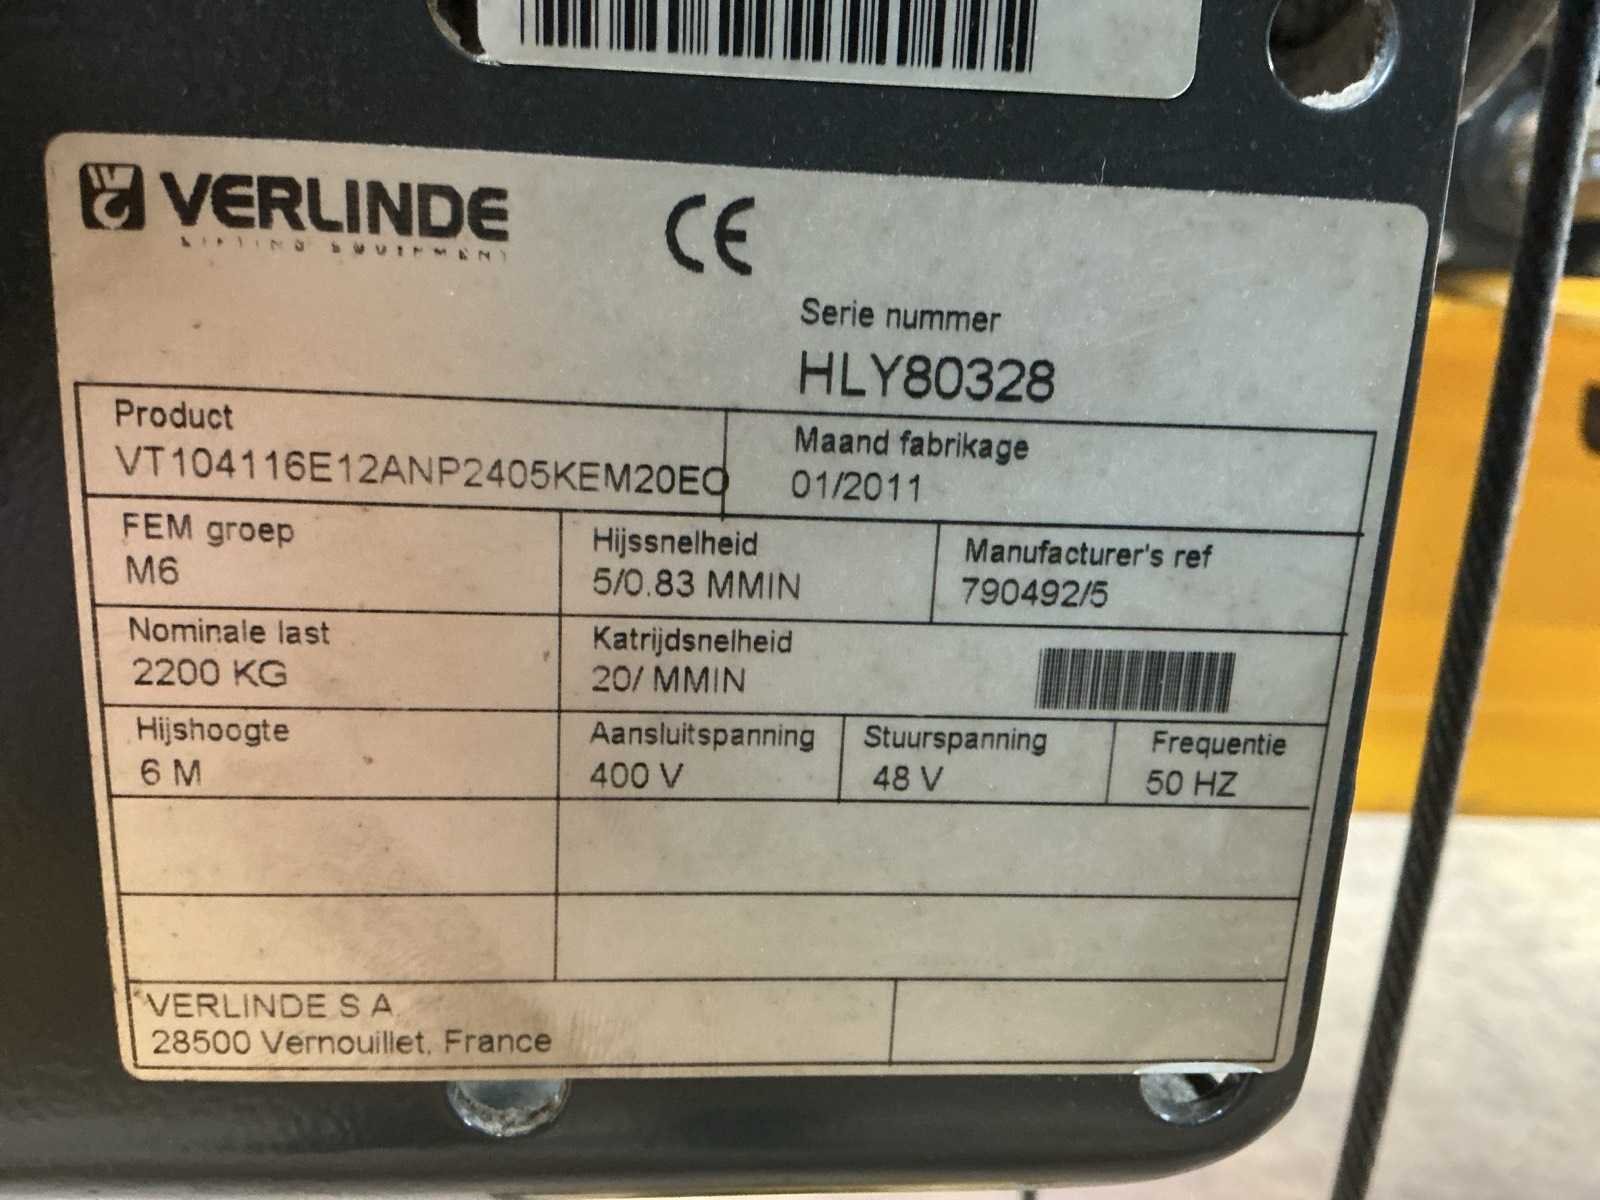 VERLINDE
LIFTING EQUIPMENT
CE
Serie nummer
HLY80328
Product
VT104116E12ANP2405KEM20EO
Maand fabrikage
01/2011
FEM groep
M6
Hijssnelheid
5/0.83 MMIN
Manufacturer's ref
790492/5
Nominale last
2200 KG
Katrijdsnelheid
20/ MMIN
Hijshoogte
6 M
Aansluitspanning
400 V
Stuurspanning
48 V
Frequentie
50 HZ
VERLINDE S A
28500 Vernouillet, France